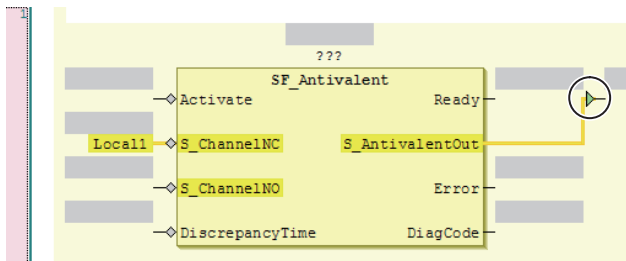 1
???
SF_Antivalent
Activate Ready
Local1 S_ChannelNC S_AntivalentOut
S_ChannelNO Error
DiscrepancyTime DiagCode